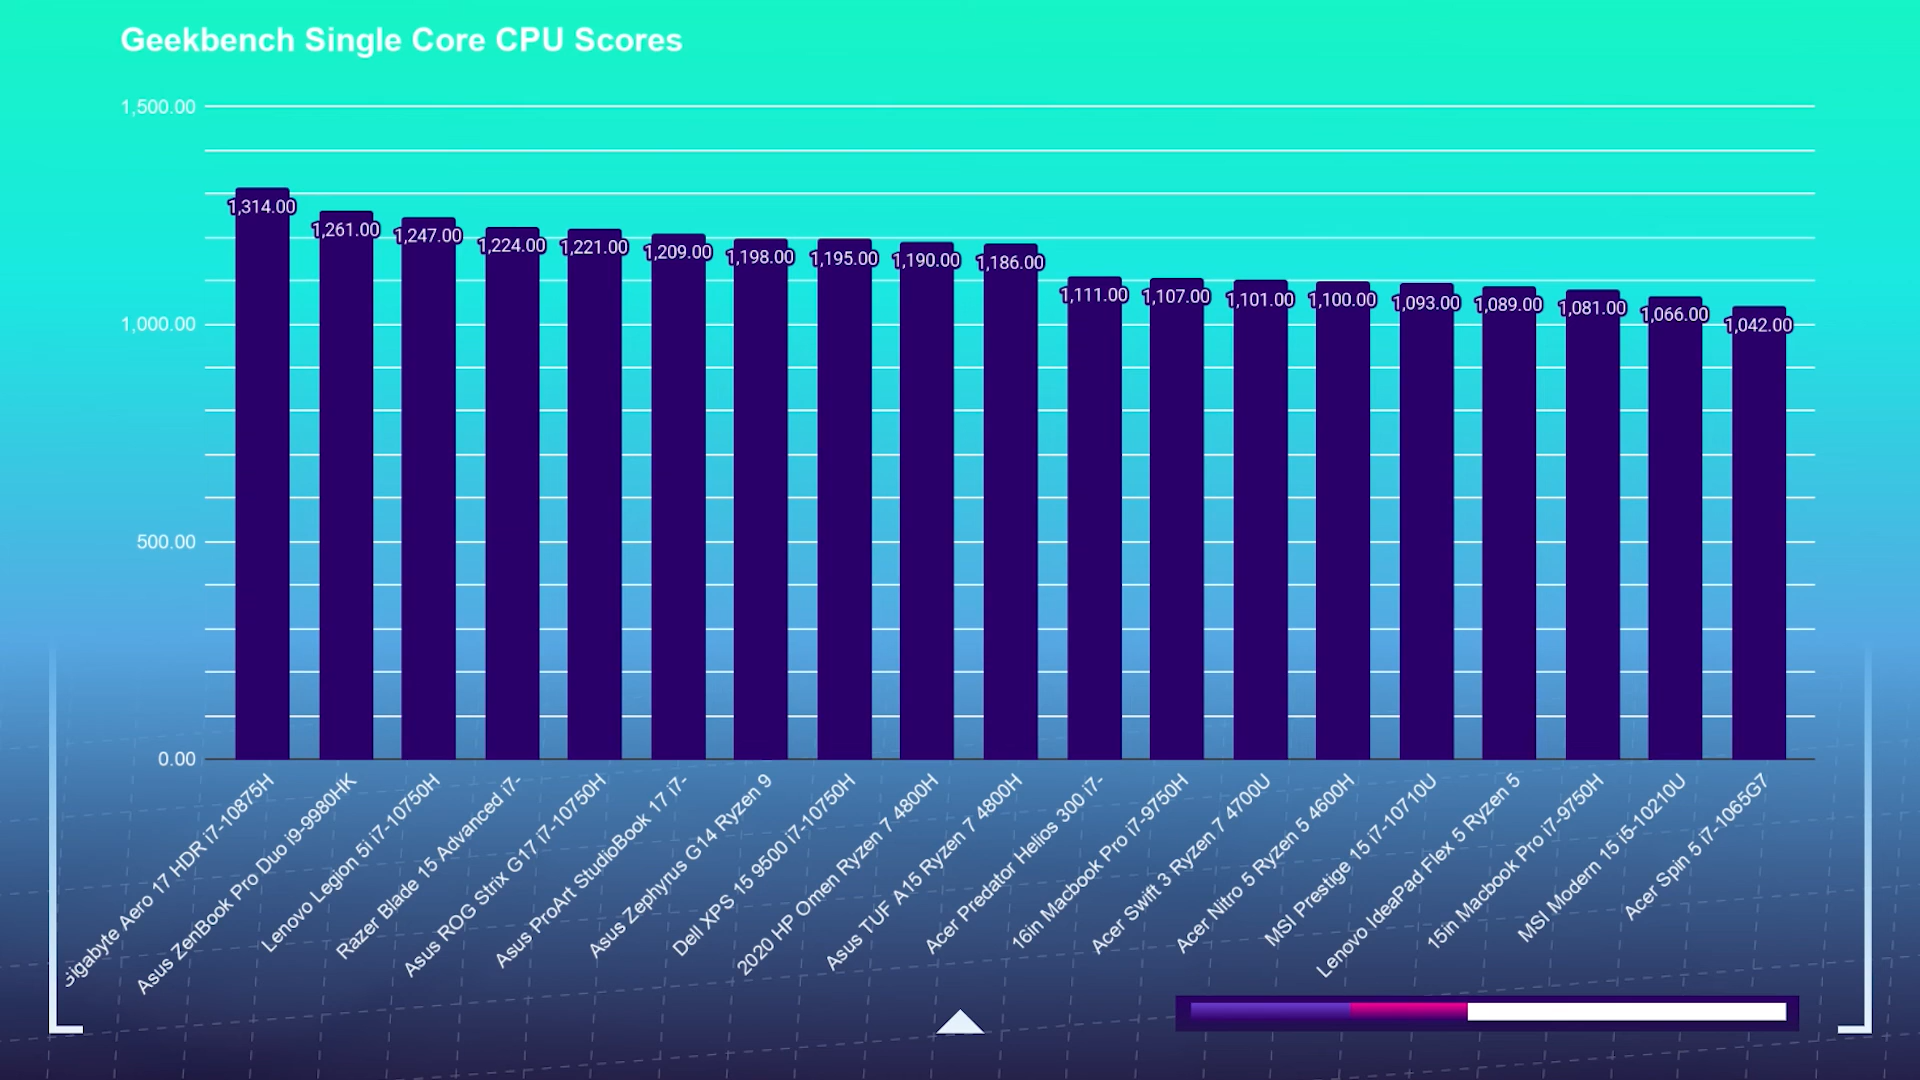 Geekbench Single Core CPU Scores
1,500.00
1,000.00
500.00
0.00
1,314.00
1,261.00
1,247.00
1,224.00
1,221.00
1,209.00
1,198.00
1,195.00
1,190.00
1,186.00
1,111.00
1,107.00
1,101.00
1,100.00
1,093.00
1,089.00
1,081.00
1,066.00
1,042.00
Gigabyte Aero 17 HDR i7-10875H
Asus ZenBook Pro Duo i9-9980HK
Lenovo Legion 5i i7-10750H
Razer Blade 15 Advanced i7-
Asus ROG Strix G17 i7-10750H
Asus ProArt StudioBook 17 i7-
Asus Zephyrus G14 Ryzen 9
Dell XPS 15 9500 i7-10750H
2020 HP Omen Ryzen 7 4800H
Asus TUF A15 Ryzen 7 4800H
Acer Predator Helios 300 i7-
16in Macbook Pro i7-9750H
Acer Swift 3 Ryzen 7 4700U
Acer Nitro 5 Ryzen 5 4600H
MSI Prestige 15 i7-10710U
Lenovo IdeaPad Flex 5 Ryzen 5
15in Macbook Pro i7-9750H
MSI Modern 15 i5-10210U
Acer Spin 5 i7-1065G7